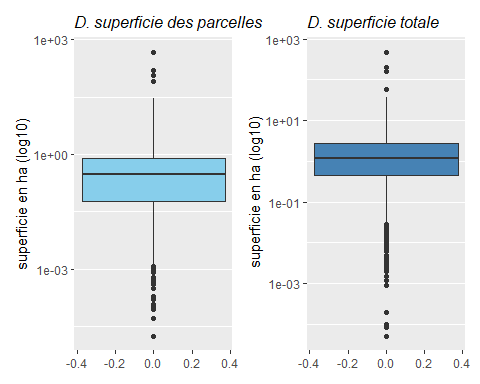 D. superficie des parcelles
D. superficie totale
superficie en ha (log10)
1e+03
1e+00
1e-03
-0.4 -0.2 0.0 0.2 0.4
superficie en ha (log10)
1e+03
1e+01
1e-01
1e-03
-0.4 -0.2 0.0 0.2 0.4